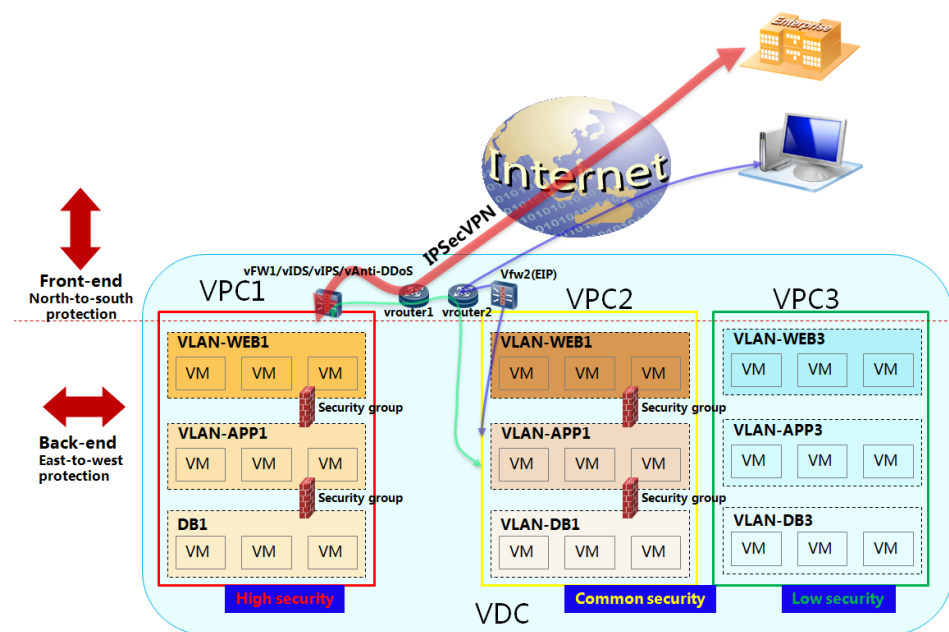 Enterprise
Internet
IPSecVPN
Front-end
North-to-south
protection
vFW1/vIDS/vIPS/vAnti-DDoS
Vfw2(EIP)
VPC1
vrouter1
vrouter2
VPC2
VPC3
VLAN-WEB1
VM VM VM
Security group
VLAN-APP1
VM VM VM
Security group
DB1
VM VM VM
High security
VLAN-WEB1
VM VM VM
Security group
VLAN-APP1
VM VM VM
Security group
VLAN-DB1
VM VM VM
Common security
VLAN-WEB3
VM VM VM
VLAN-APP3
VM VM VM
VLAN-DB3
VM VM VM
Low security
Back-end
East-to-west
protection
VDC